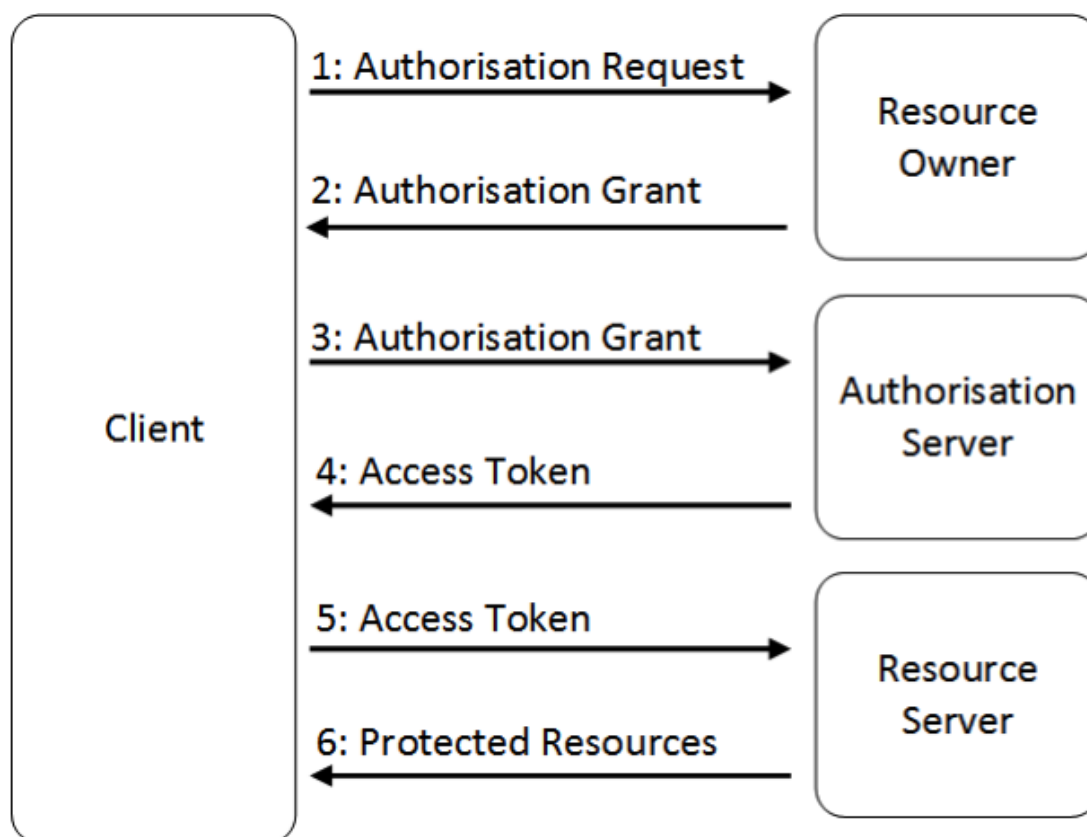 1: Authorisation Request
Resource
Owner
2: Authorisation Grant
3: Authorisation Grant
Authorisation
Server
Client
4: Access Token
5: Access Token
Resource
Server
6: Protected Resources